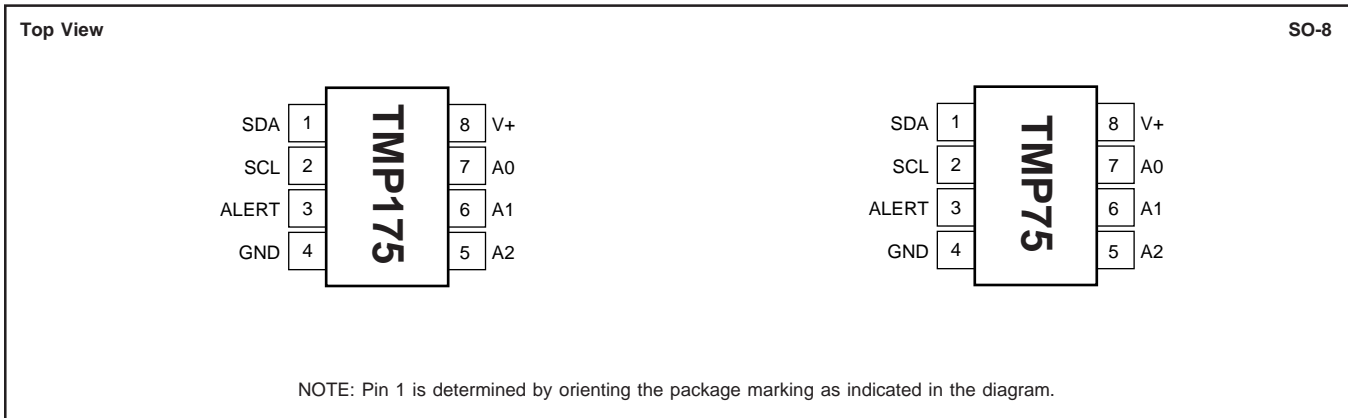 Top View
SO-8
SDA 1 TMP175 8 V+
SCL 2 7 A0
ALERT 3 6 A1
GND 4 5 A2
SDA 1 TMP75 8 V+
SCL 2 7 A0
ALERT 3 6 A1
GND 4 5 A2
NOTE: Pin 1 is determined by orienting the package marking as indicated in the diagram.